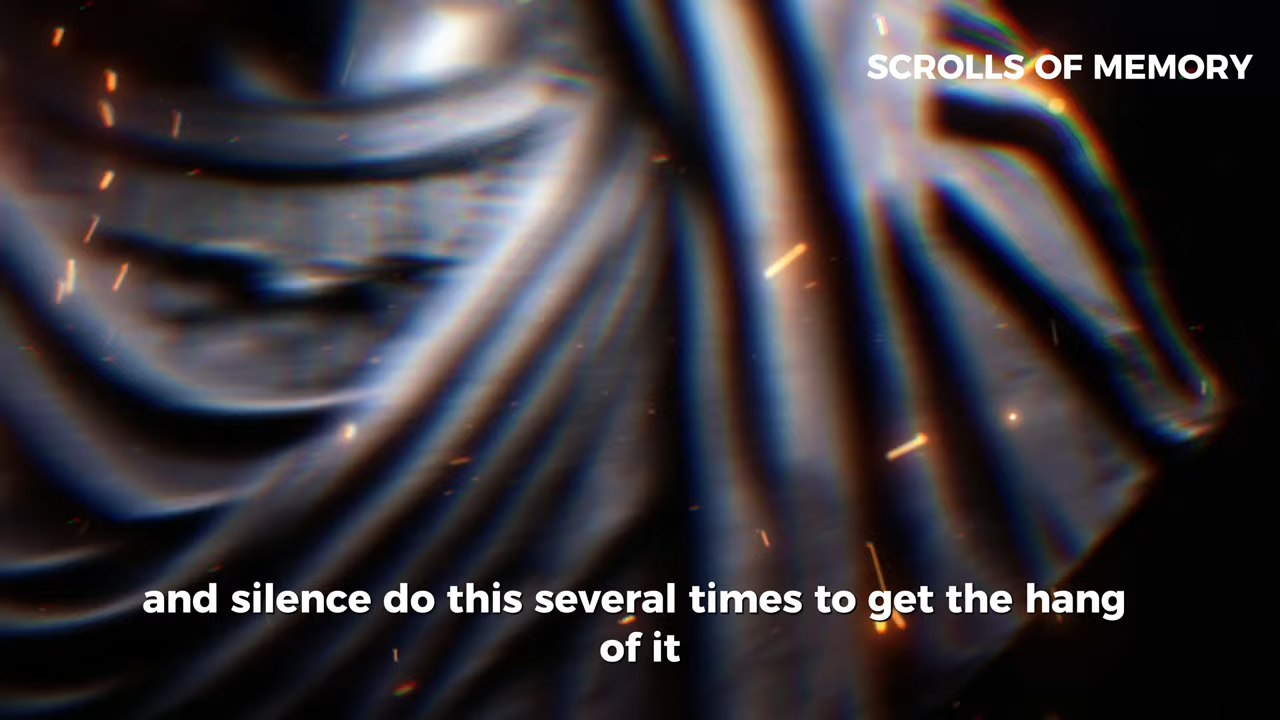 SCROLLS OF MEMORY
and silence do this several times to get the hang
of it